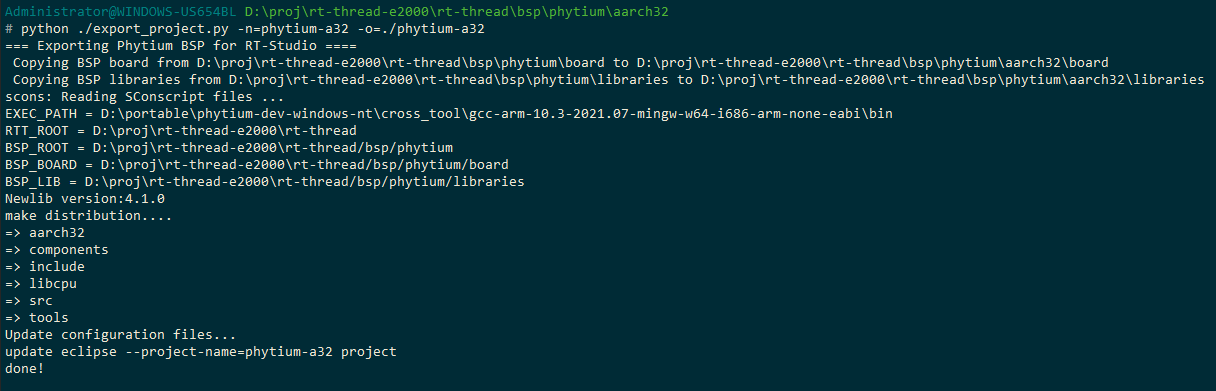 Administrator@WINDOWS-US654BL D:\proj\rt-thread-e2000\rt-thread\bsp\phytium\aarch32
# python ./export_project.py -n=phytium-a32 -o=./phytium-a32
=== Exporting Phytium BSP for RT-Studio ====
Copying BSP board from D:\proj\rt-thread-e2000\rt-thread\bsp\phytium\board to D:\proj\rt-thread-e2000\rt-thread\bsp\phytium\aarch32\board
Copying BSP libraries from D:\proj\rt-thread-e2000\rt-thread\bsp\phytium\libraries to D:\proj\rt-thread-e2000\rt-thread\bsp\phytium\aarch32\libraries
scons: Reading SConscript files ...
EXEC_PATH = D:\portable\phytium-dev-windows-nt\cross_tool\gcc-arm-10.3-2021.07-mingw-w64-i686-arm-none-eabi\bin
RTT_ROOT = D:\proj\rt-thread-e2000\rt-thread
BSP_ROOT = D:\proj\rt-thread-e2000\rt-thread/bsp/phytium
BSP_BOARD = D:\proj\rt-thread-e2000\rt-thread/bsp/phytium/board
BSP_LIB = D:\proj\rt-thread-e2000\rt-thread/bsp/phytium/libraries
Newlib version:4.1.0
make distribution....
=> aarch32
=> components
=> include
=> libcpu
=> src
=> tools
Update configuration files...
update eclipse --project-name=phytium-a32 project
done!